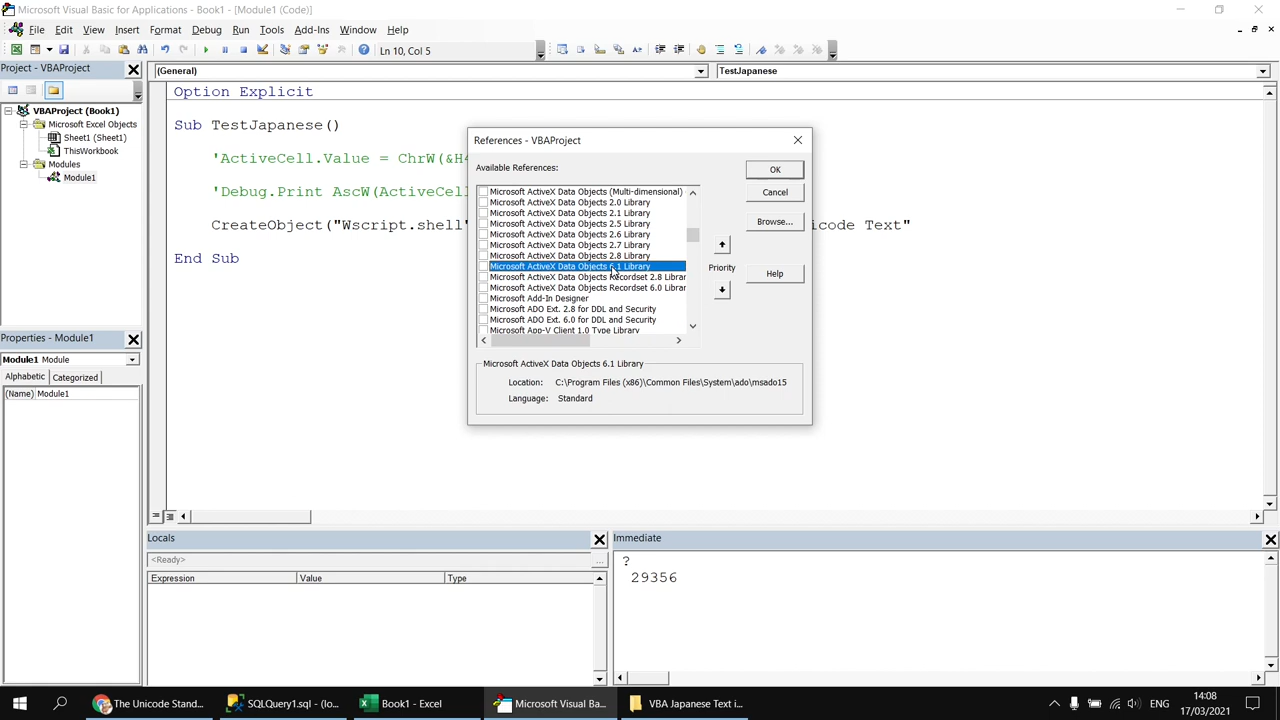 Microsoft Visual Basic for Applications - Book1 - [Module1 (Code)]
File Edit View Insert Format Debug Run Tools Add-Ins Window Help
Ln 10, Col 5
Project - VBAProject
(General)
TestJapanese
VBAProject (Book1)
Microsoft Excel Objects
Sheet1 (Sheet1)
ThisWorkbook
Modules
Module1
Option Explicit
Sub TestJapanese()
'ActiveCell.Value = ChrW(&H4
'Debug.Print AscW(ActiveCel
CreateObject("Wscript.shell" icode Text"
End Sub
References - VBAProject
Available References:
Microsoft ActiveX Data Objects (Multi-dimensional)
Microsoft ActiveX Data Objects 2.0 Library
Microsoft ActiveX Data Objects 2.1 Library
Microsoft ActiveX Data Objects 2.5 Library
Microsoft ActiveX Data Objects 2.6 Library
Microsoft ActiveX Data Objects 2.7 Library
Microsoft ActiveX Data Objects 2.8 Library
Microsoft ActiveX Data Objects 6.1 Library
Microsoft ActiveX Data Objects Recordset 2.8 Librar
Microsoft ActiveX Data Objects Recordset 6.0 Librar
Microsoft Add-In Designer
Microsoft ADO Ext. 2.8 for DDL and Security
Microsoft ADO Ext. 6.0 for DDL and Security
Microsoft App-V Client 1.0 Type Library
OK
Cancel
Browse...
Priority
Help
Microsoft ActiveX Data Objects 6.1 Library
Location: C:\Program Files (x86)\Common Files\System\ado\msado15
Language: Standard
Properties - Module1
Module1 Module
Alphabetic Categorized
(Name) Module1
Locals
<Ready>
...
Expression Value Type
Immediate
?
29356
The Unicode Stand...
SQLQuery1.sql - (lo...
Book1 - Excel
Microsoft Visual Ba...
VBA Japanese Text i...
ENG
14:08
17/03/2021